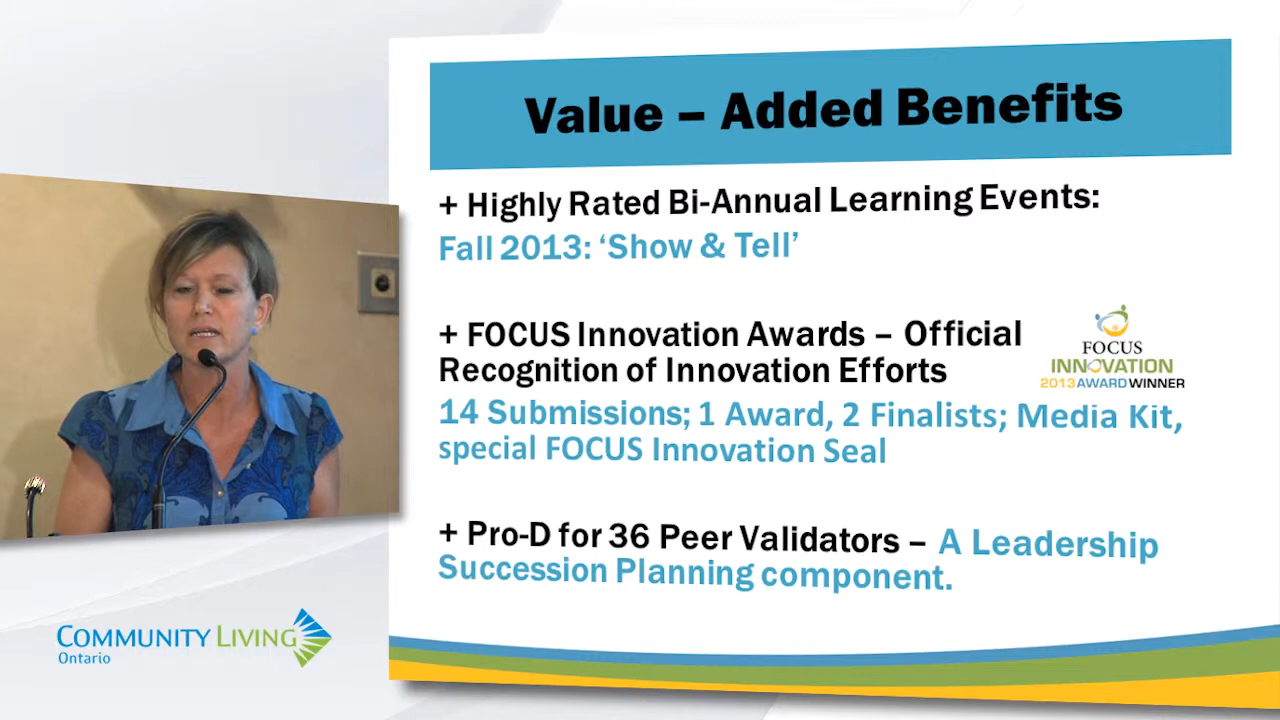 Value – Added Benefits
+ Highly Rated Bi-Annual Learning Events:
Fall 2013: ‘Show & Tell’
+ FOCUS Innovation Awards – Official
Recognition of Innovation Efforts
FOCUS
INNOVATION
2013 AWARD WINNER
14 Submissions; 1 Award, 2 Finalists; Media Kit,
special FOCUS Innovation Seal
+ Pro-D for 36 Peer Validators – A Leadership
Succession Planning component.
COMMUNITY LIVING
Ontario